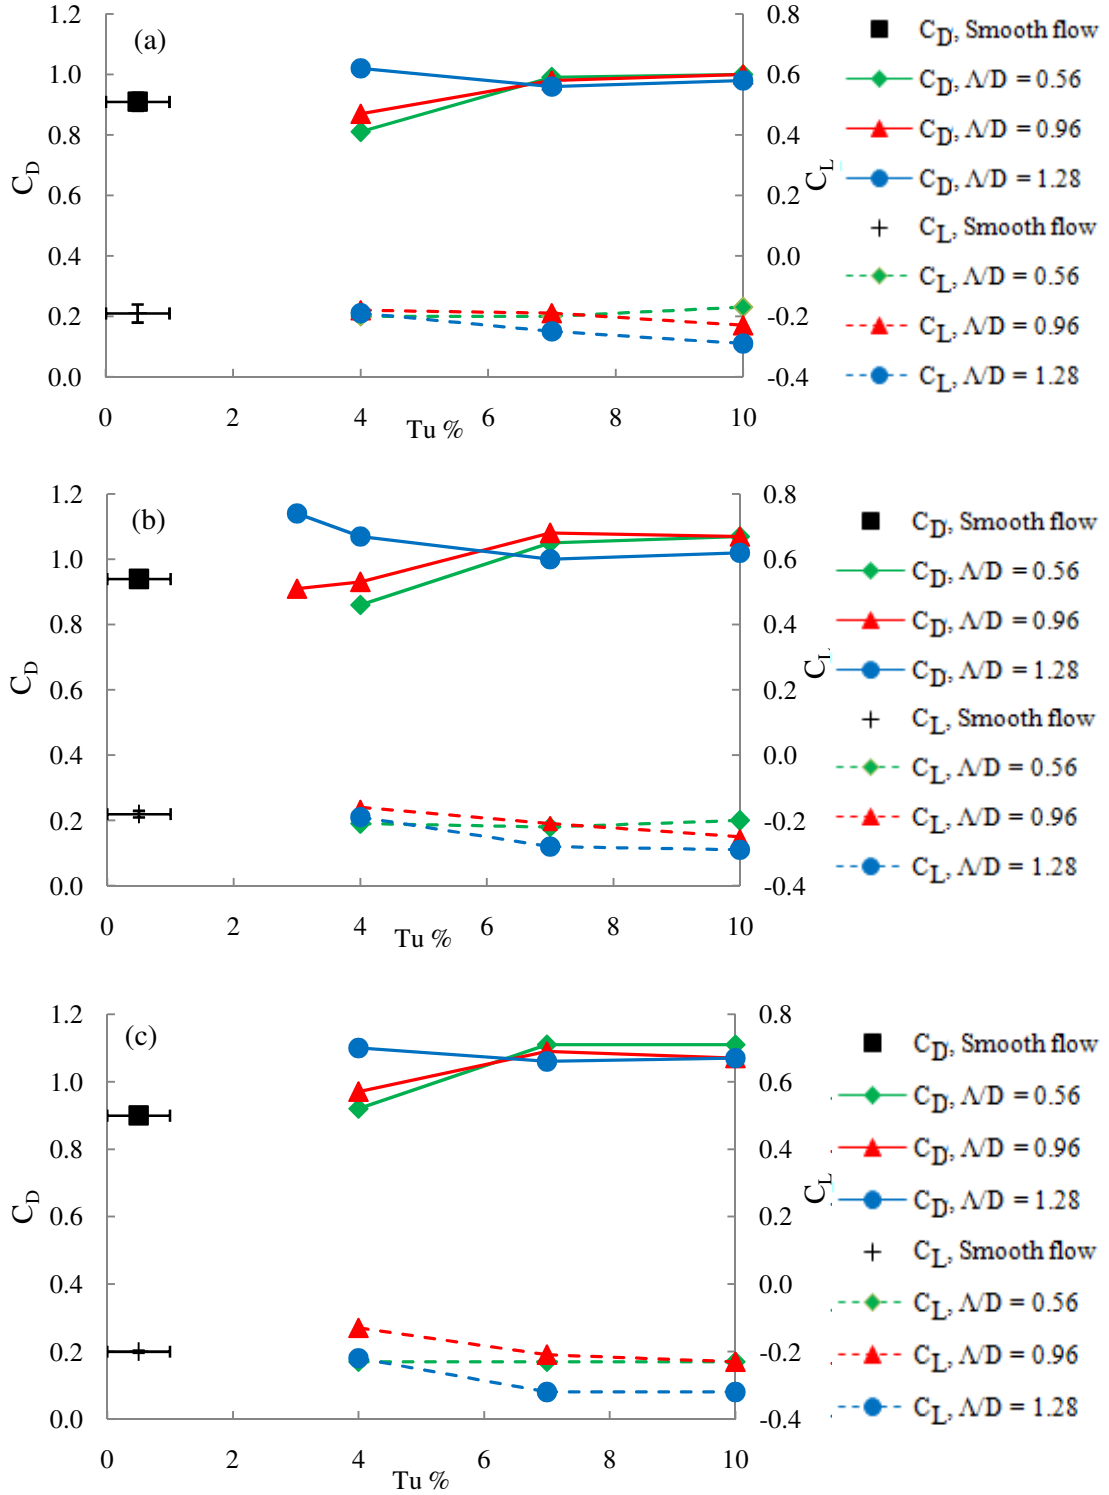 (a)
1.2
1.0
0.8
0.6
0.4
0.2
0.0
C_D
0 2 4 6 8 10
Tu %
0.8
0.6
0.4
0.2
0.0
-0.2
-0.4
C_L
C_D, Smooth flow
C_D, Λ/D = 0.56
C_D, Λ/D = 0.96
C_D, Λ/D = 1.28
C_L, Smooth flow
C_L, Λ/D = 0.56
C_L, Λ/D = 0.96
C_L, Λ/D = 1.28
(b)
1.2
1.0
0.8
0.6
0.4
0.2
0.0
C_D
0 2 4 6 8 10
Tu %
0.8
0.6
0.4
0.2
0.0
-0.2
-0.4
C_L
C_D, Smooth flow
C_D, Λ/D = 0.56
C_D, Λ/D = 0.96
C_D, Λ/D = 1.28
C_L, Smooth flow
C_L, Λ/D = 0.56
C_L, Λ/D = 0.96
C_L, Λ/D = 1.28
(c)
1.2
1.0
0.8
0.6
0.4
0.2
0.0
C_D
0 2 4 6 8 10
Tu %
0.8
0.6
0.4
0.2
0.0
-0.2
-0.4
C_L
C_D, Smooth flow
C_D, Λ/D = 0.56
C_D, Λ/D = 0.96
C_D, Λ/D = 1.28
C_L, Smooth flow
C_L, Λ/D = 0.56
C_L, Λ/D = 0.96
C_L, Λ/D = 1.28